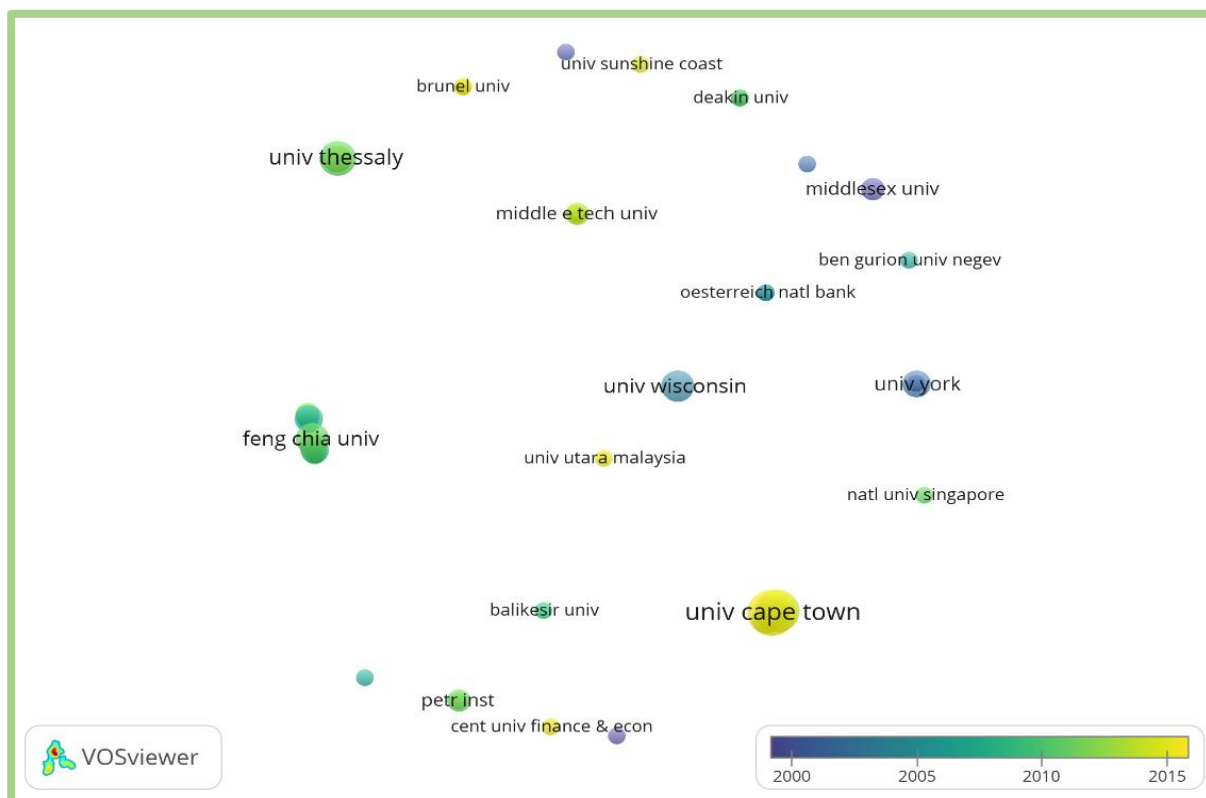 univ sunshine coast
brunel univ
deakin univ
univ thessaly
middlesex univ
middle e tech univ
ben gurion univ negev
oesterreich natl bank
univ wisconsin
univ york
feng chia univ
univ utara malaysia
natl univ singapore
balikesir univ
univ cape town
petr inst
cent univ finance & econ
VOSviewer
2000
2005
2010
2015